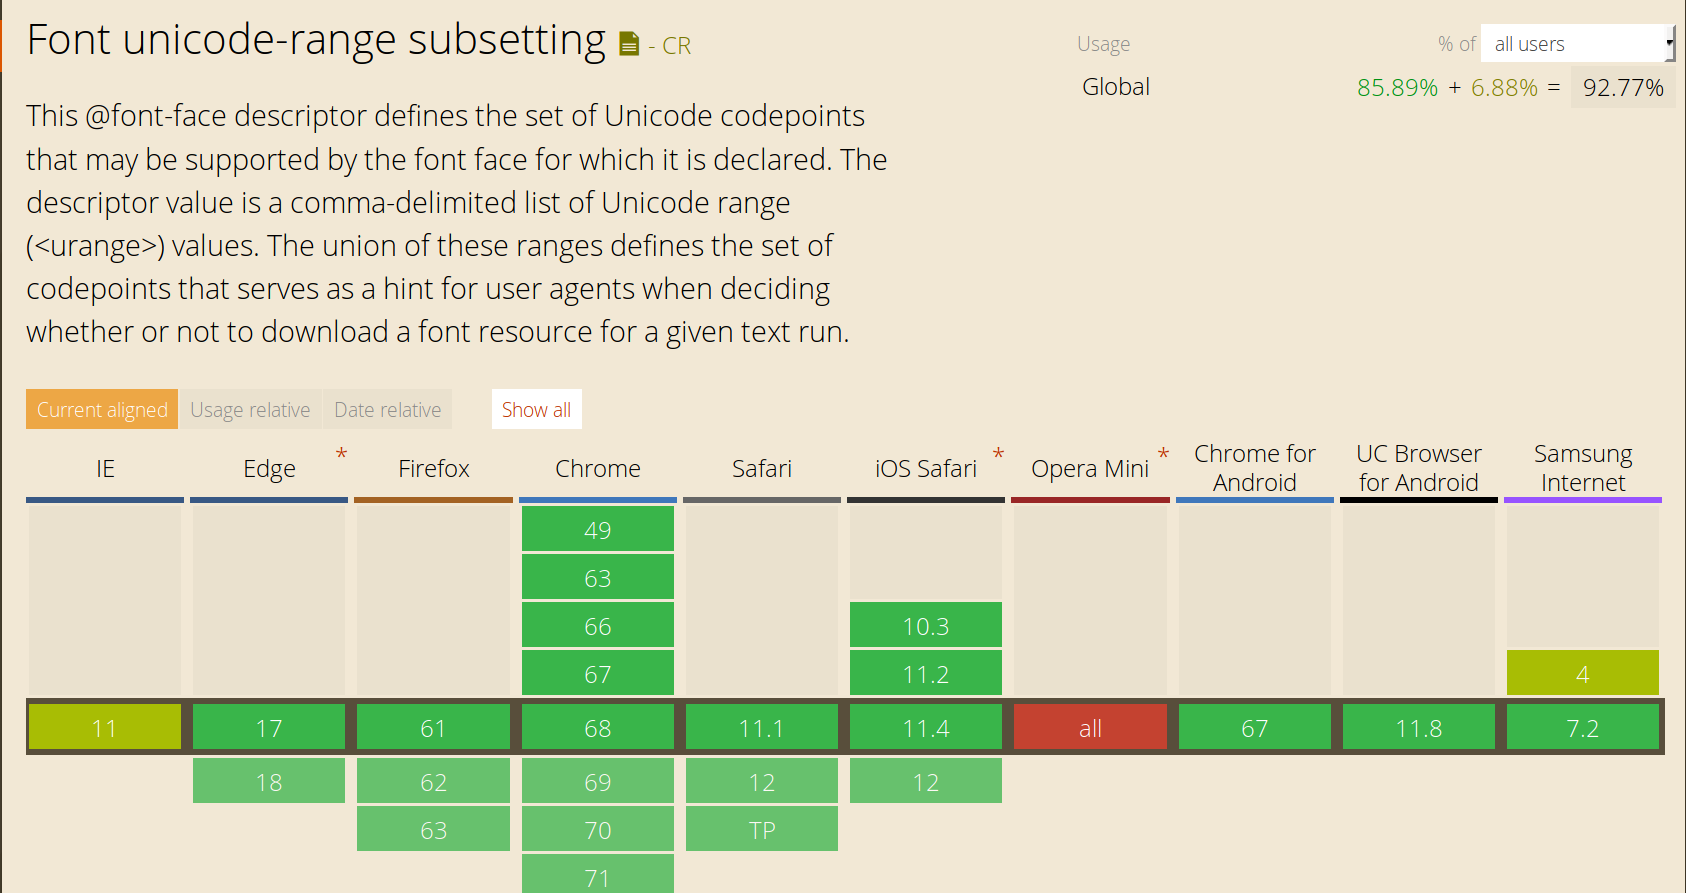 Font unicode-range subsetting - CR
Usage % of all users
Global 85.89% + 6.88% = 92.77%
This @font-face descriptor defines the set of Unicode codepoints
that may be supported by the font face for which it is declared. The
descriptor value is a comma-delimited list of Unicode range
(<urange>) values. The union of these ranges defines the set of
codepoints that serves as a hint for user agents when deciding
whether or not to download a font resource for a given text run.
Current aligned Usage relative Date relative Show all
IE Edge * Firefox Chrome Safari iOS Safari * Opera Mini * Chrome for Android UC Browser for Android Samsung Internet
49
63
66 10.3
67 11.2 4
11 17 61 68 11.1 11.4 all 67 11.8 7.2
18 62 69 12 12
63 70 TP
71